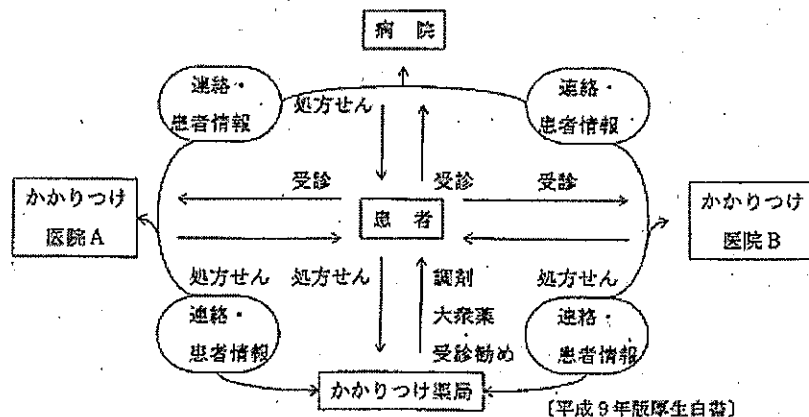 病院
連絡・
患者情報
処方せん
連絡・
患者情報
受診
受診
受診
かかりつけ
医院A
患者
かかりつけ
医院B
処方せん
処方せん
調剤
処方せん
連絡・
患者情報
大衆薬
連絡・
患者情報
受診勧め
かかりつけ薬局
〔平成9年版厚生白書〕